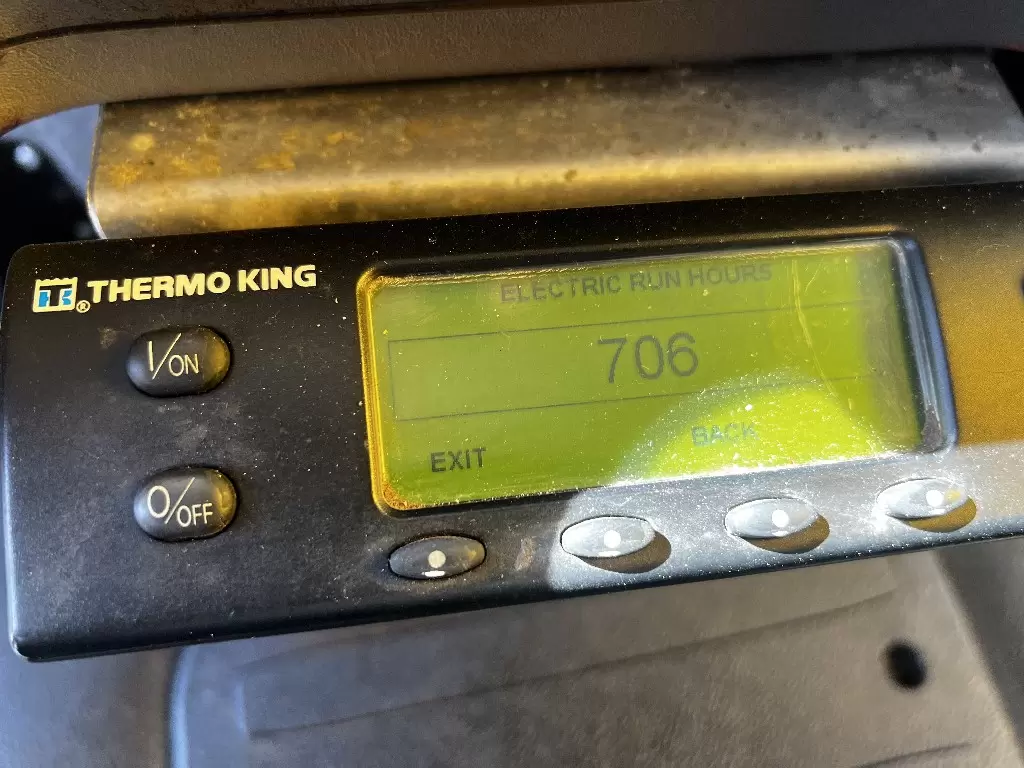 THERMO KING
®
I/ON
O/OFF
ELECTRIC RUN HOURS
706
EXIT
BACK